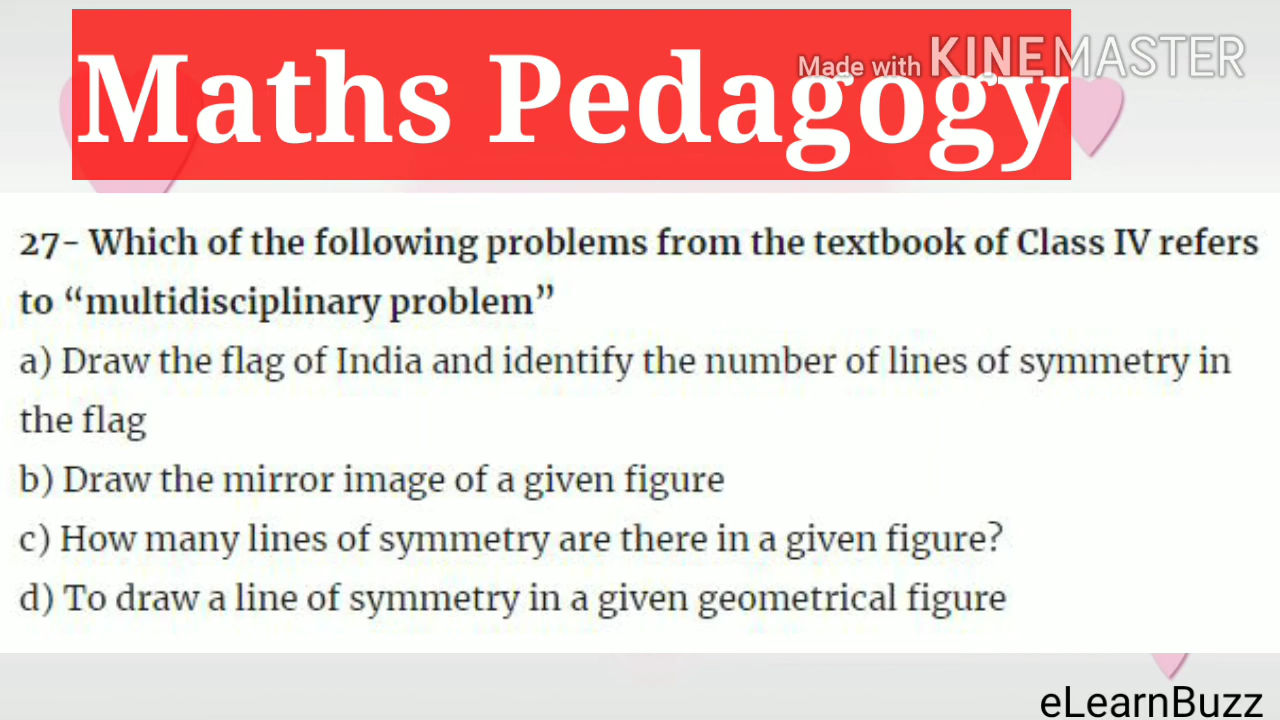 Maths Pedagogy
Made with KINEMASTER
27- Which of the following problems from the textbook of Class IV refers
to “multidisciplinary problem”
a) Draw the flag of India and identify the number of lines of symmetry in
the flag
b) Draw the mirror image of a given figure
c) How many lines of symmetry are there in a given figure?
d) To draw a line of symmetry in a given geometrical figure
eLearnBuzz